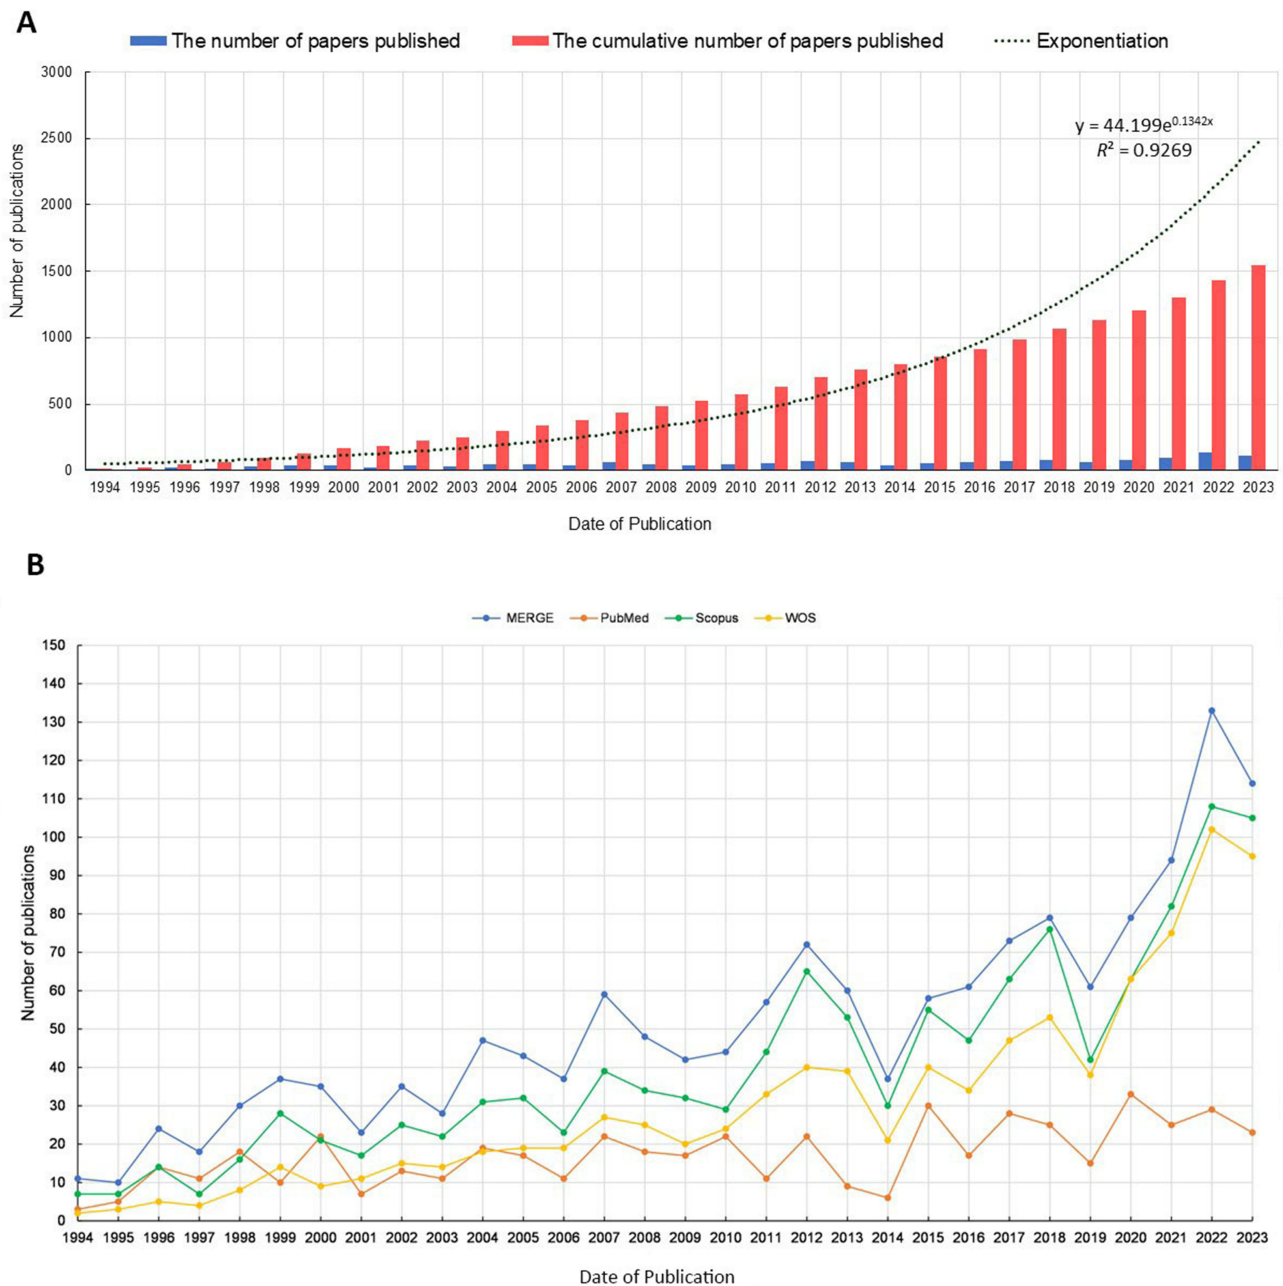 A
The number of papers published The cumulative number of papers published Exponentiation
3000
2500
2000
1500
1000
500
0
Number of publications
y = 44.199e^0.1342x
R² = 0.9269
1994 1995 1996 1997 1998 1999 2000 2001 2002 2003 2004 2005 2006 2007 2008 2009 2010 2011 2012 2013 2014 2015 2016 2017 2018 2019 2020 2021 2022 2023
Date of Publication
B
MERGE PubMed Scopus WOS
150
140
130
120
110
100
90
80
70
60
50
40
30
20
10
0
Number of publications
1994 1995 1996 1997 1998 1999 2000 2001 2002 2003 2004 2005 2006 2007 2008 2009 2010 2011 2012 2013 2014 2015 2016 2017 2018 2019 2020 2021 2022 2023
Date of Publication